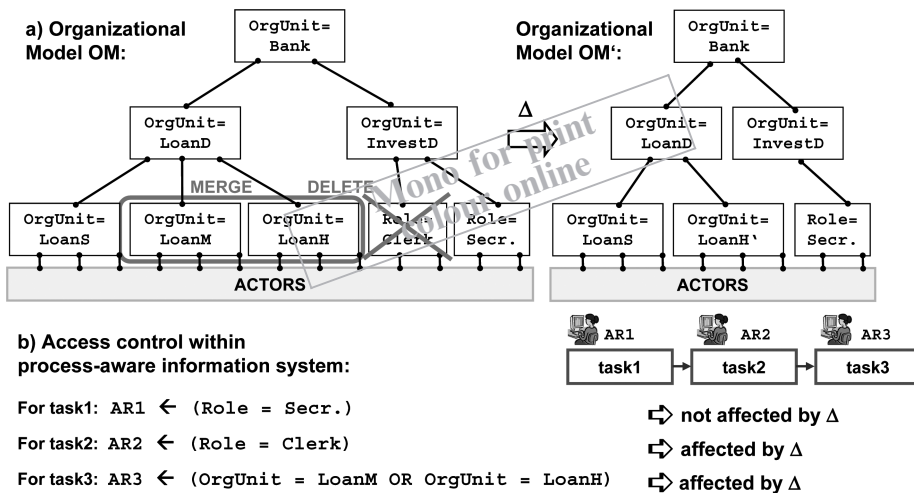 a) Organizational
Model OM:
OrgUnit=
Bank
OrgUnit=
LoanD
OrgUnit=
InvestD
MERGE
DELETE
OrgUnit=
LoanS
OrgUnit=
LoanM
OrgUnit=
LoanH
Role=
Clerk
Role=
Secr.
ACTORS
Δ
Organizational
Model OM‘:
OrgUnit=
Bank
OrgUnit=
LoanD
OrgUnit=
InvestD
OrgUnit=
LoanS
OrgUnit=
LoanH‘
Role=
Secr.
ACTORS
Mono for print
colour online
AR1
AR2
AR3
task1
task2
task3
b) Access control within
process-aware information system:
For task1: AR1 ← (Role = Secr.)
not affected by Δ
For task2: AR2 ← (Role = Clerk)
affected by Δ
For task3: AR3 ← (OrgUnit = LoanM OR OrgUnit = LoanH)
affected by Δ